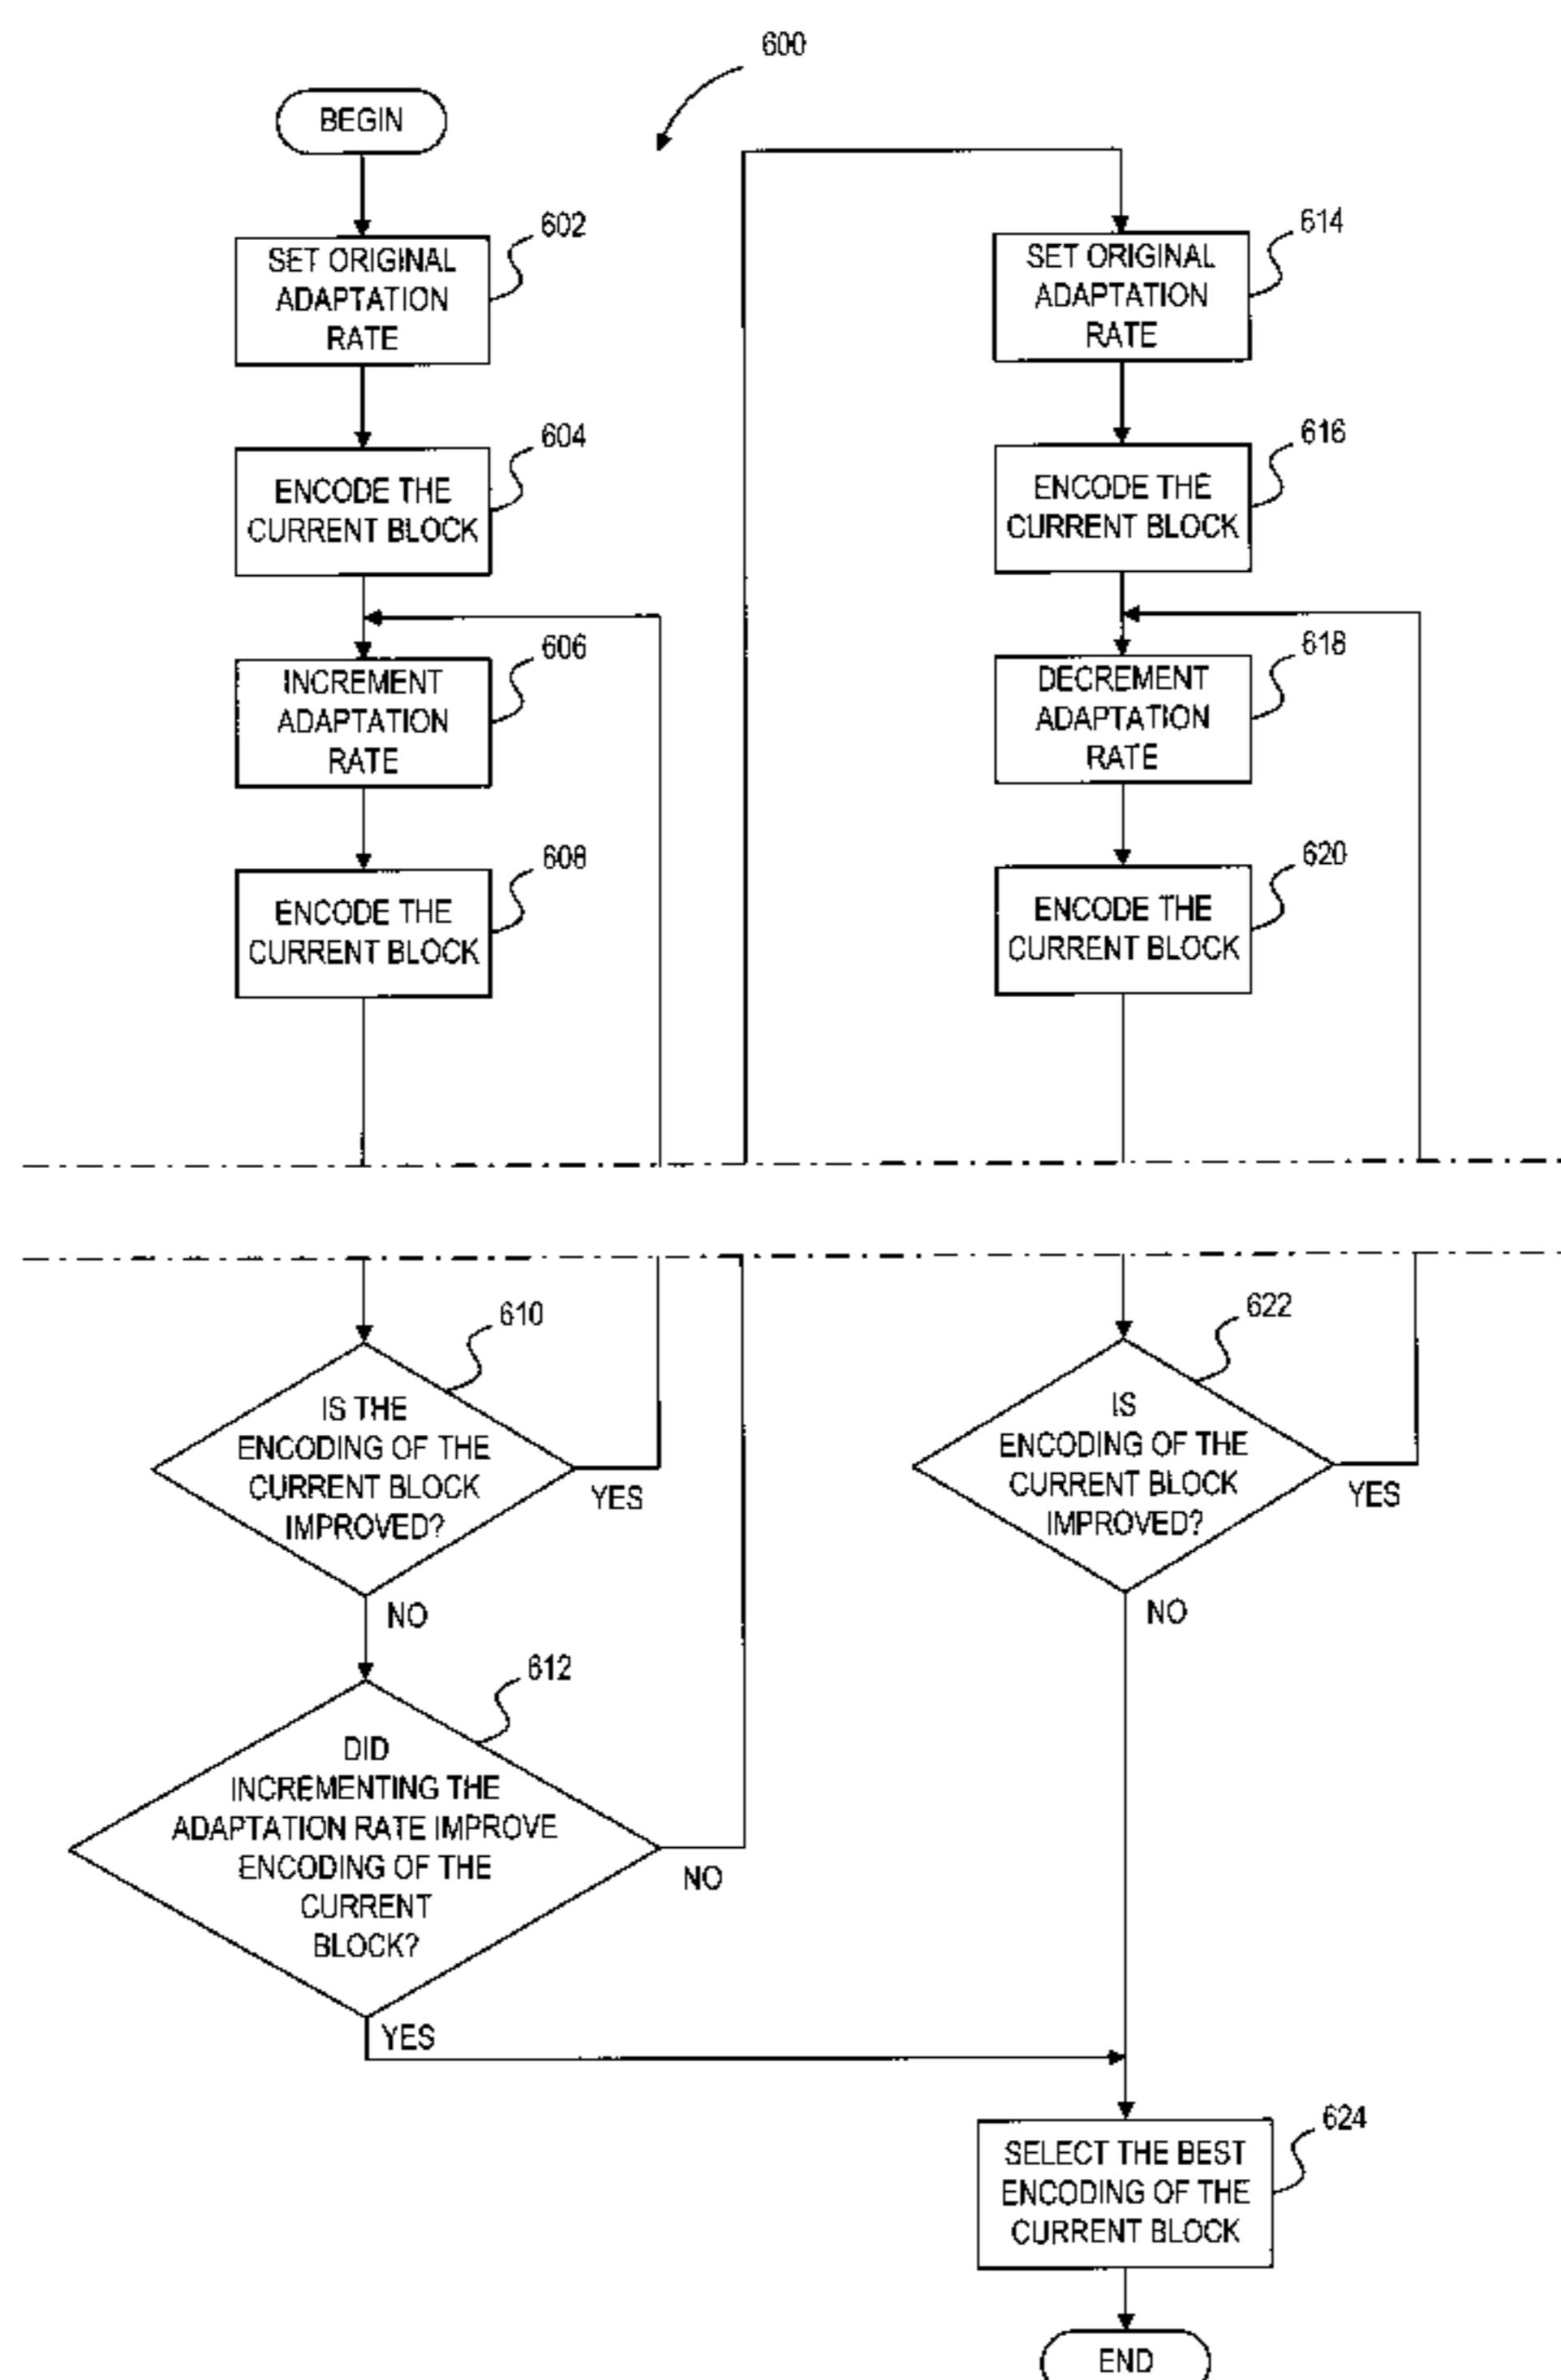 600
BEGIN
602
SET ORIGINAL
ADAPTATION
RATE
604
ENCODE THE
CURRENT BLOCK
606
INCREMENT
ADAPTATION
RATE
608
ENCODE THE
CURRENT BLOCK
610
IS THE
ENCODING OF THE
CURRENT BLOCK
IMPROVED?
YES
NO
612
DID
INCREMENTING THE
ADAPTATION RATE IMPROVE
ENCODING OF THE
CURRENT
BLOCK?
NO
YES
614
SET ORIGINAL
ADAPTATION
RATE
616
ENCODE THE
CURRENT BLOCK
618
DECREMENT
ADAPTATION
RATE
620
ENCODE THE
CURRENT BLOCK
622
IS
ENCODING OF THE
CURRENT BLOCK
IMPROVED?
YES
NO
624
SELECT THE BEST
ENCODING OF THE
CURRENT BLOCK
END